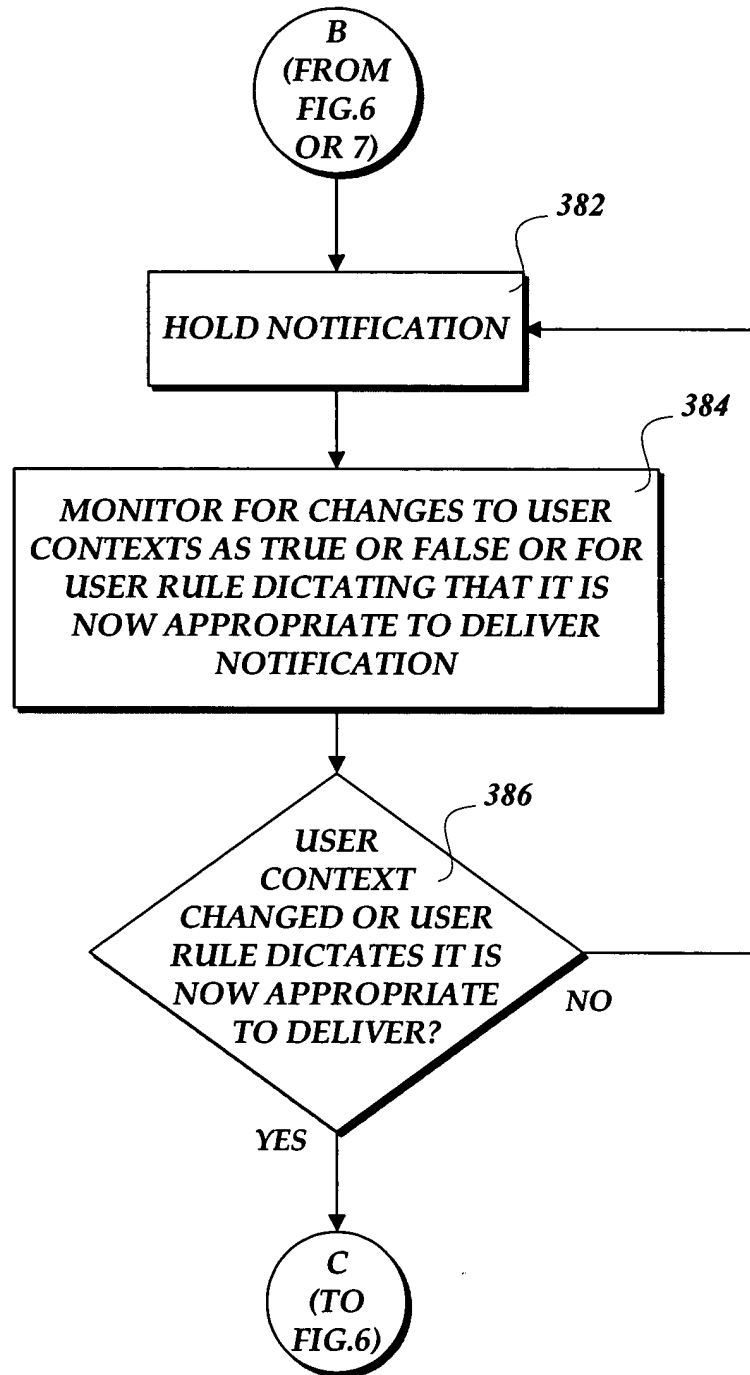 B
(FROM
FIG.6
OR 7)
382
HOLD NOTIFICATION
384
MONITOR FOR CHANGES TO USER
CONTEXTS AS TRUE OR FALSE OR FOR
USER RULE DICTATING THAT IT IS
NOW APPROPRIATE TO DELIVER
NOTIFICATION
386
USER
CONTEXT
CHANGED OR USER
RULE DICTATES IT IS
NOW APPROPRIATE
TO DELIVER?
NO
YES
C
(TO
FIG.6)